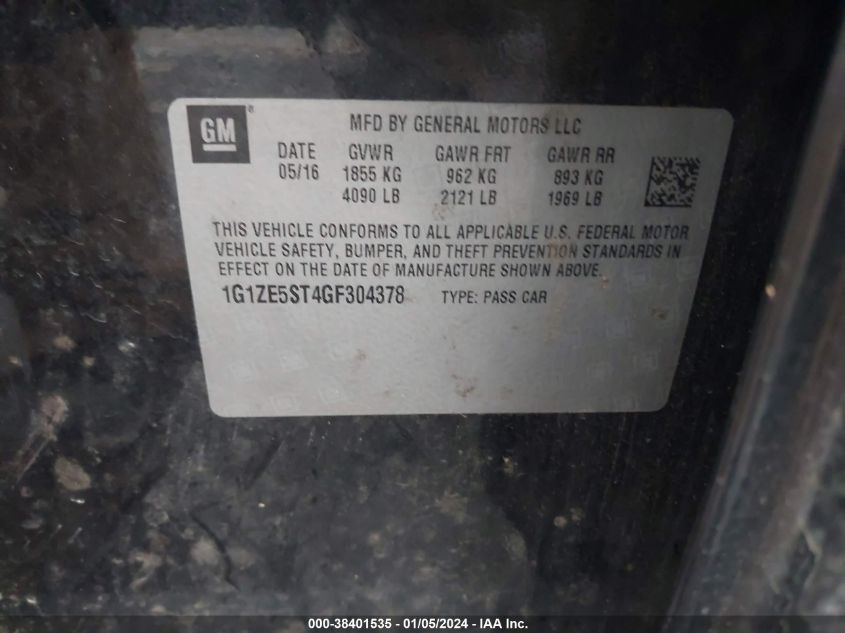 GM ®
MFD BY GENERAL MOTORS LLC
DATE GVWR GAWR FRT GAWR RR
05/16 1855 KG 962 KG 893 KG
4090 LB 2121 LB 1969 LB
THIS VEHICLE CONFORMS TO ALL APPLICABLE U.S. FEDERAL MOTOR
VEHICLE SAFETY, BUMPER, AND THEFT PREVENTION STANDARDS IN
EFFECT ON THE DATE OF MANUFACTURE SHOWN ABOVE.
1G1ZE5ST4GF304378 TYPE: PASS CAR
000-38401535 - 01/05/2024 - IAA Inc.